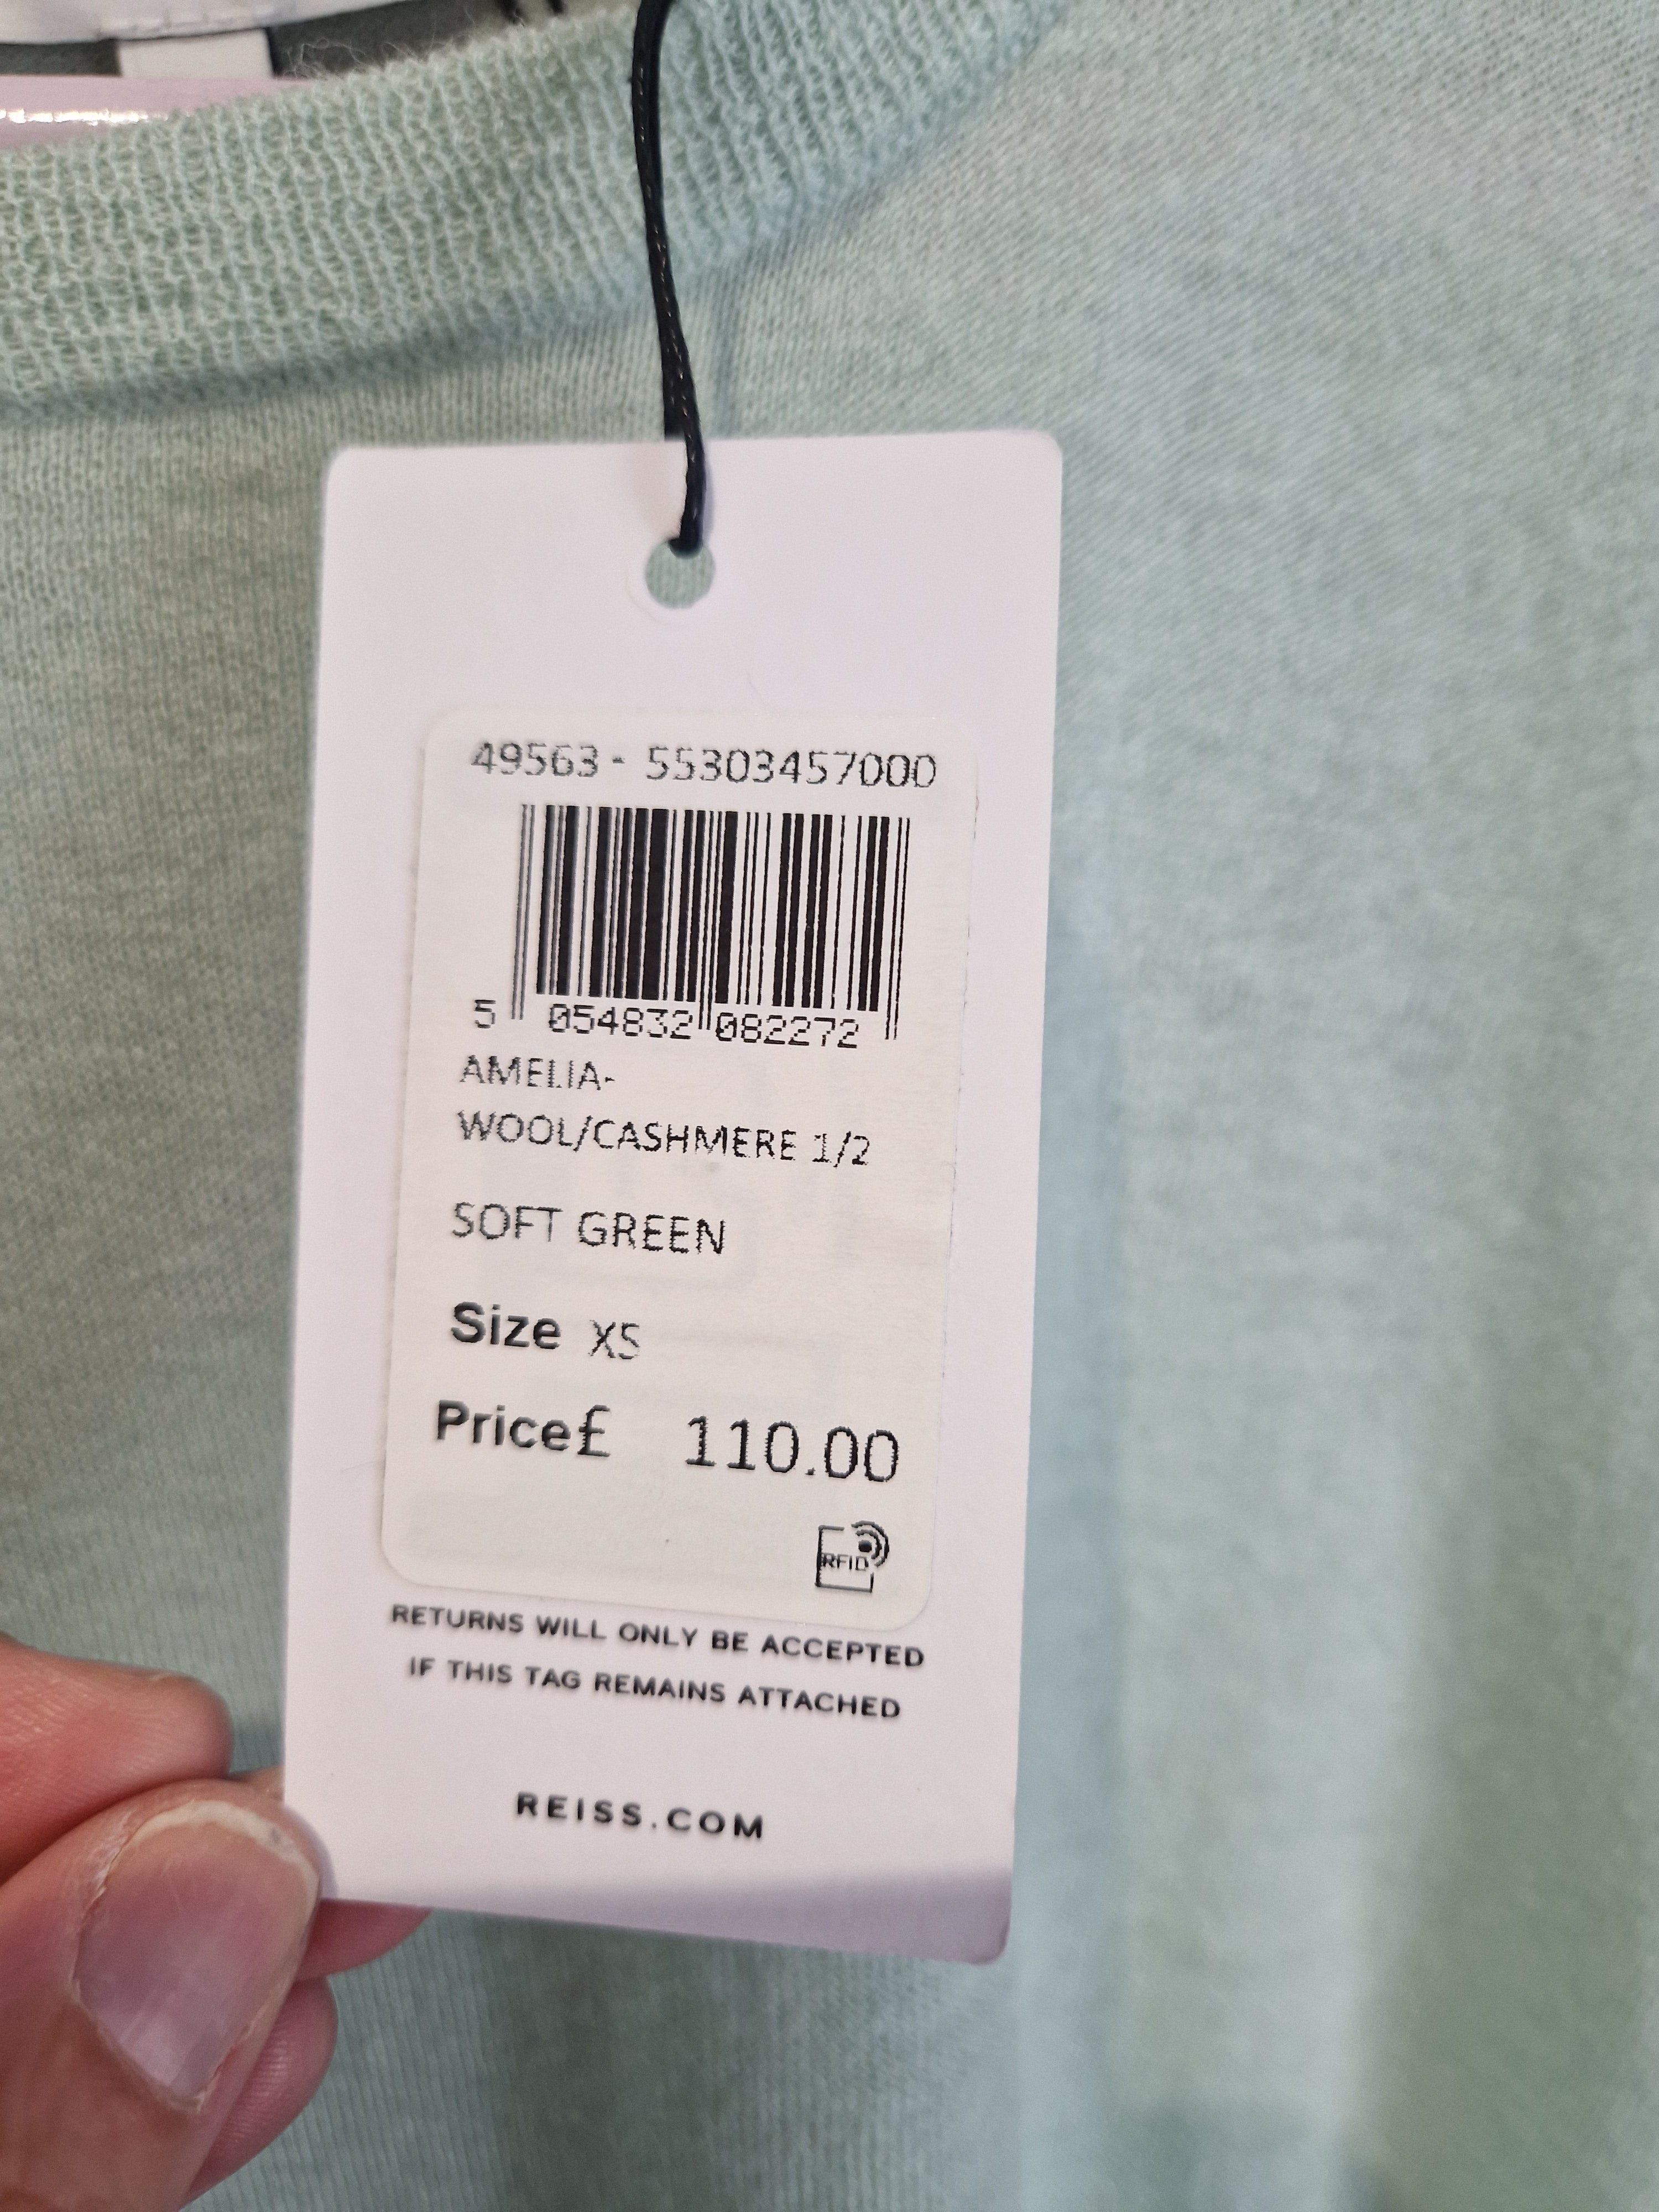 49563- 55303457000
5 054832 082272
AMELIA-
WOOL/CASHMERE 1/2
SOFT GREEN
Size XS
Price£ 110.00
RFID
RETURNS WILL ONLY BE ACCEPTED
IF THIS TAG REMAINS ATTACHED
REISS.COM